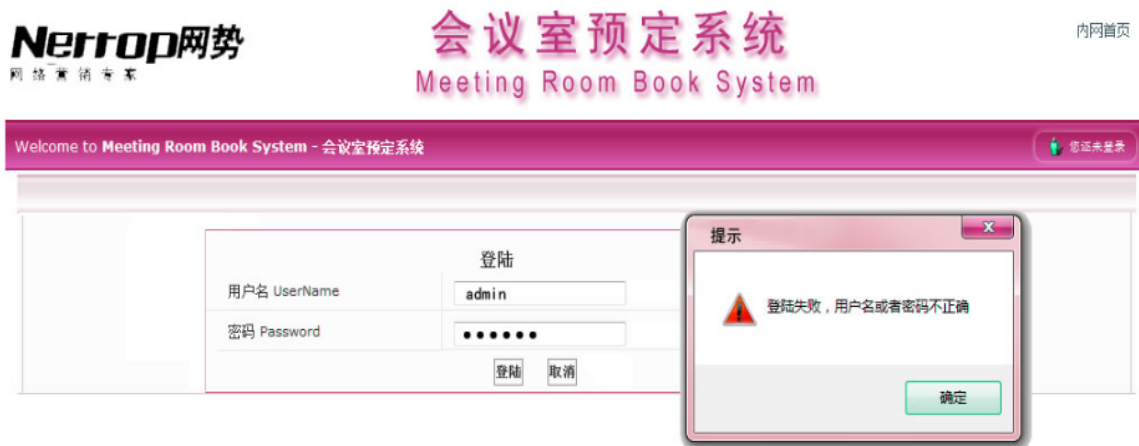 Nettop网势
网络营销专家
会议室预定系统
Meeting Room Book System
内网首页
Welcome to Meeting Room Book System - 会议室预定系统
您还未登录
登陆
用户名 UserName
admin
密码 Password
••••••
登陆 取消
提示
x
登陆失败，用户名或者密码不正确
确定